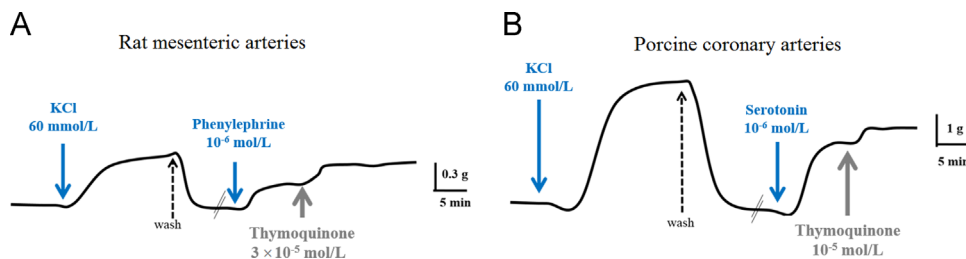 A
Rat mesenteric arteries
KCl
60 mmol/L
Phenylephrine
10⁻⁶ mol/L
wash
Thymoquinone
3 × 10⁻⁵ mol/L
0.3 g
5 min
B
Porcine coronary arteries
KCl
60 mmol/L
Serotonin
10⁻⁶ mol/L
wash
Thymoquinone
10⁻⁵ mol/L
1 g
5 min